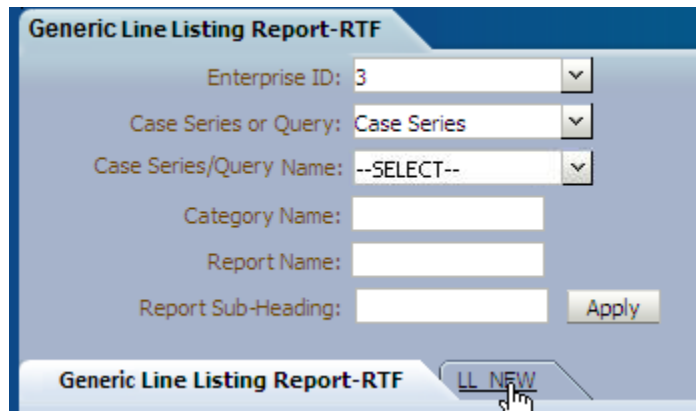 Generic Line Listing Report-RTF
Enterprise ID: 3
Case Series or Query: Case Series
Case Series/Query Name: --SELECT--
Category Name:
Report Name:
Report Sub-Heading: Apply
Generic Line Listing Report-RTF LL_NEW